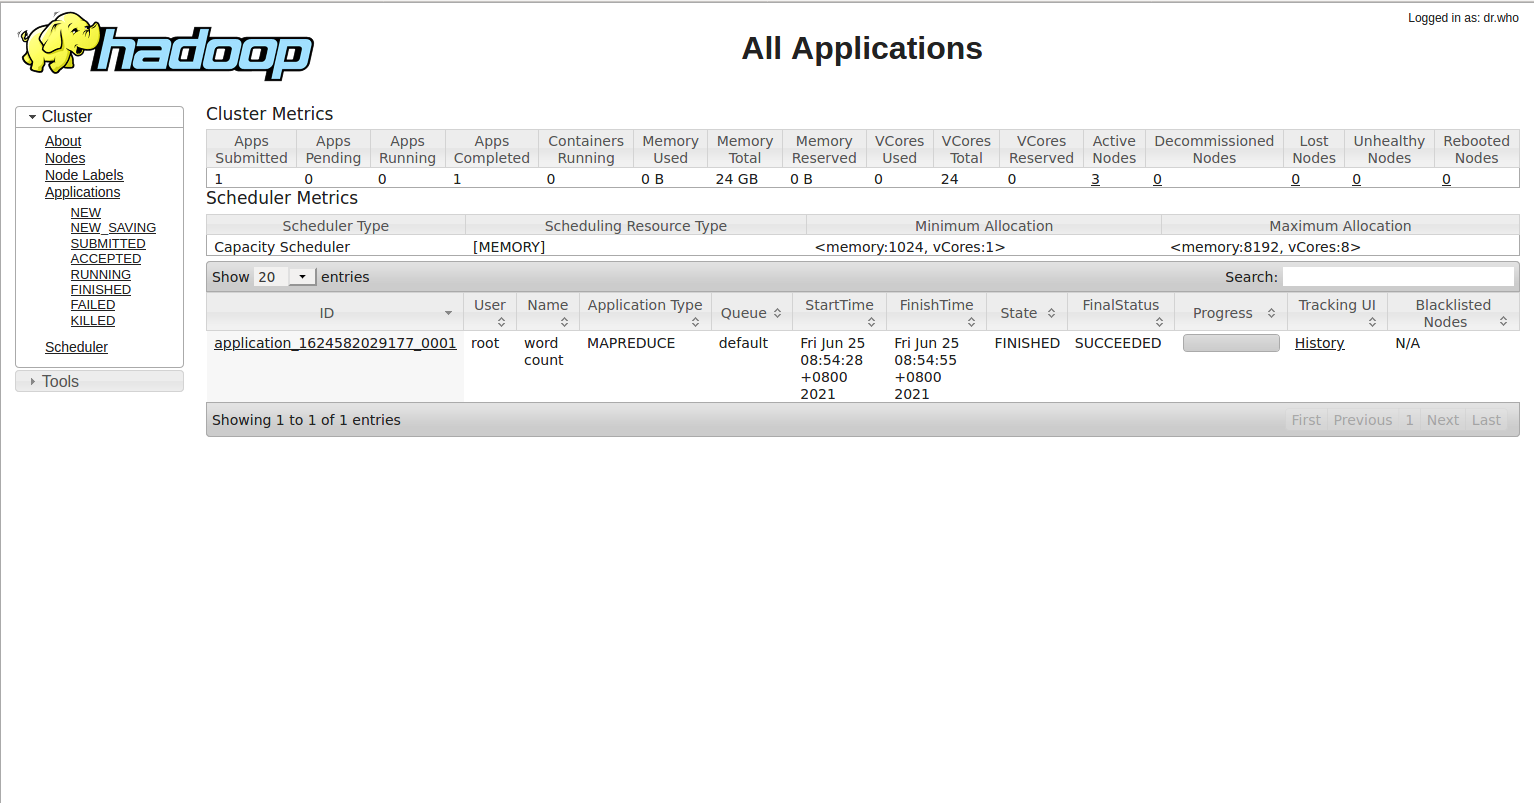 hadoop
Logged in as: dr.who
All Applications
Cluster
About
Nodes
Node Labels
Applications
NEW
NEW_SAVING
SUBMITTED
ACCEPTED
RUNNING
FINISHED
FAILED
KILLED
Scheduler
Tools
Cluster Metrics
Apps Submitted Apps Pending Apps Running Apps Completed Containers Running Memory Used Memory Total Memory Reserved VCores Used VCores Total VCores Reserved Active Nodes Decommissioned Nodes Lost Nodes Unhealthy Nodes Rebooted Nodes
1 0 0 1 0 0 B 24 GB 0 B 0 24 0 3 0 0 0 0
Scheduler Metrics
Scheduler Type Scheduling Resource Type Minimum Allocation Maximum Allocation
Capacity Scheduler [MEMORY] <memory:1024, vCores:1> <memory:8192, vCores:8>
Show 20 entries Search:
ID User Name Application Type Queue StartTime FinishTime State FinalStatus Progress Tracking UI Blacklisted Nodes
application_1624582029177_0001 root word count MAPREDUCE default Fri Jun 25 08:54:28 +0800 2021 Fri Jun 25 08:54:55 +0800 2021 FINISHED SUCCEEDED History N/A
Showing 1 to 1 of 1 entries First Previous 1 Next Last